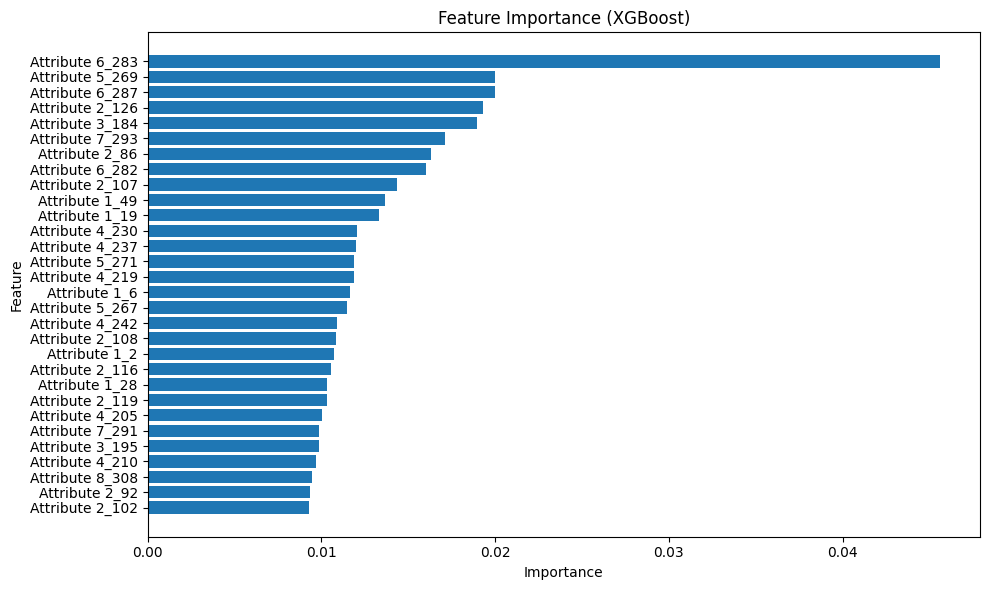 Feature Importance (XGBoost)
Feature
Attribute 6_283
Attribute 5_269
Attribute 6_287
Attribute 2_126
Attribute 3_184
Attribute 7_293
Attribute 2_86
Attribute 6_282
Attribute 2_107
Attribute 1_49
Attribute 1_19
Attribute 4_230
Attribute 4_237
Attribute 5_271
Attribute 4_219
Attribute 1_6
Attribute 5_267
Attribute 4_242
Attribute 2_108
Attribute 1_2
Attribute 2_116
Attribute 1_28
Attribute 2_119
Attribute 4_205
Attribute 7_291
Attribute 3_195
Attribute 4_210
Attribute 8_308
Attribute 2_92
Attribute 2_102
0.00 0.01 0.02 0.03 0.04
Importance